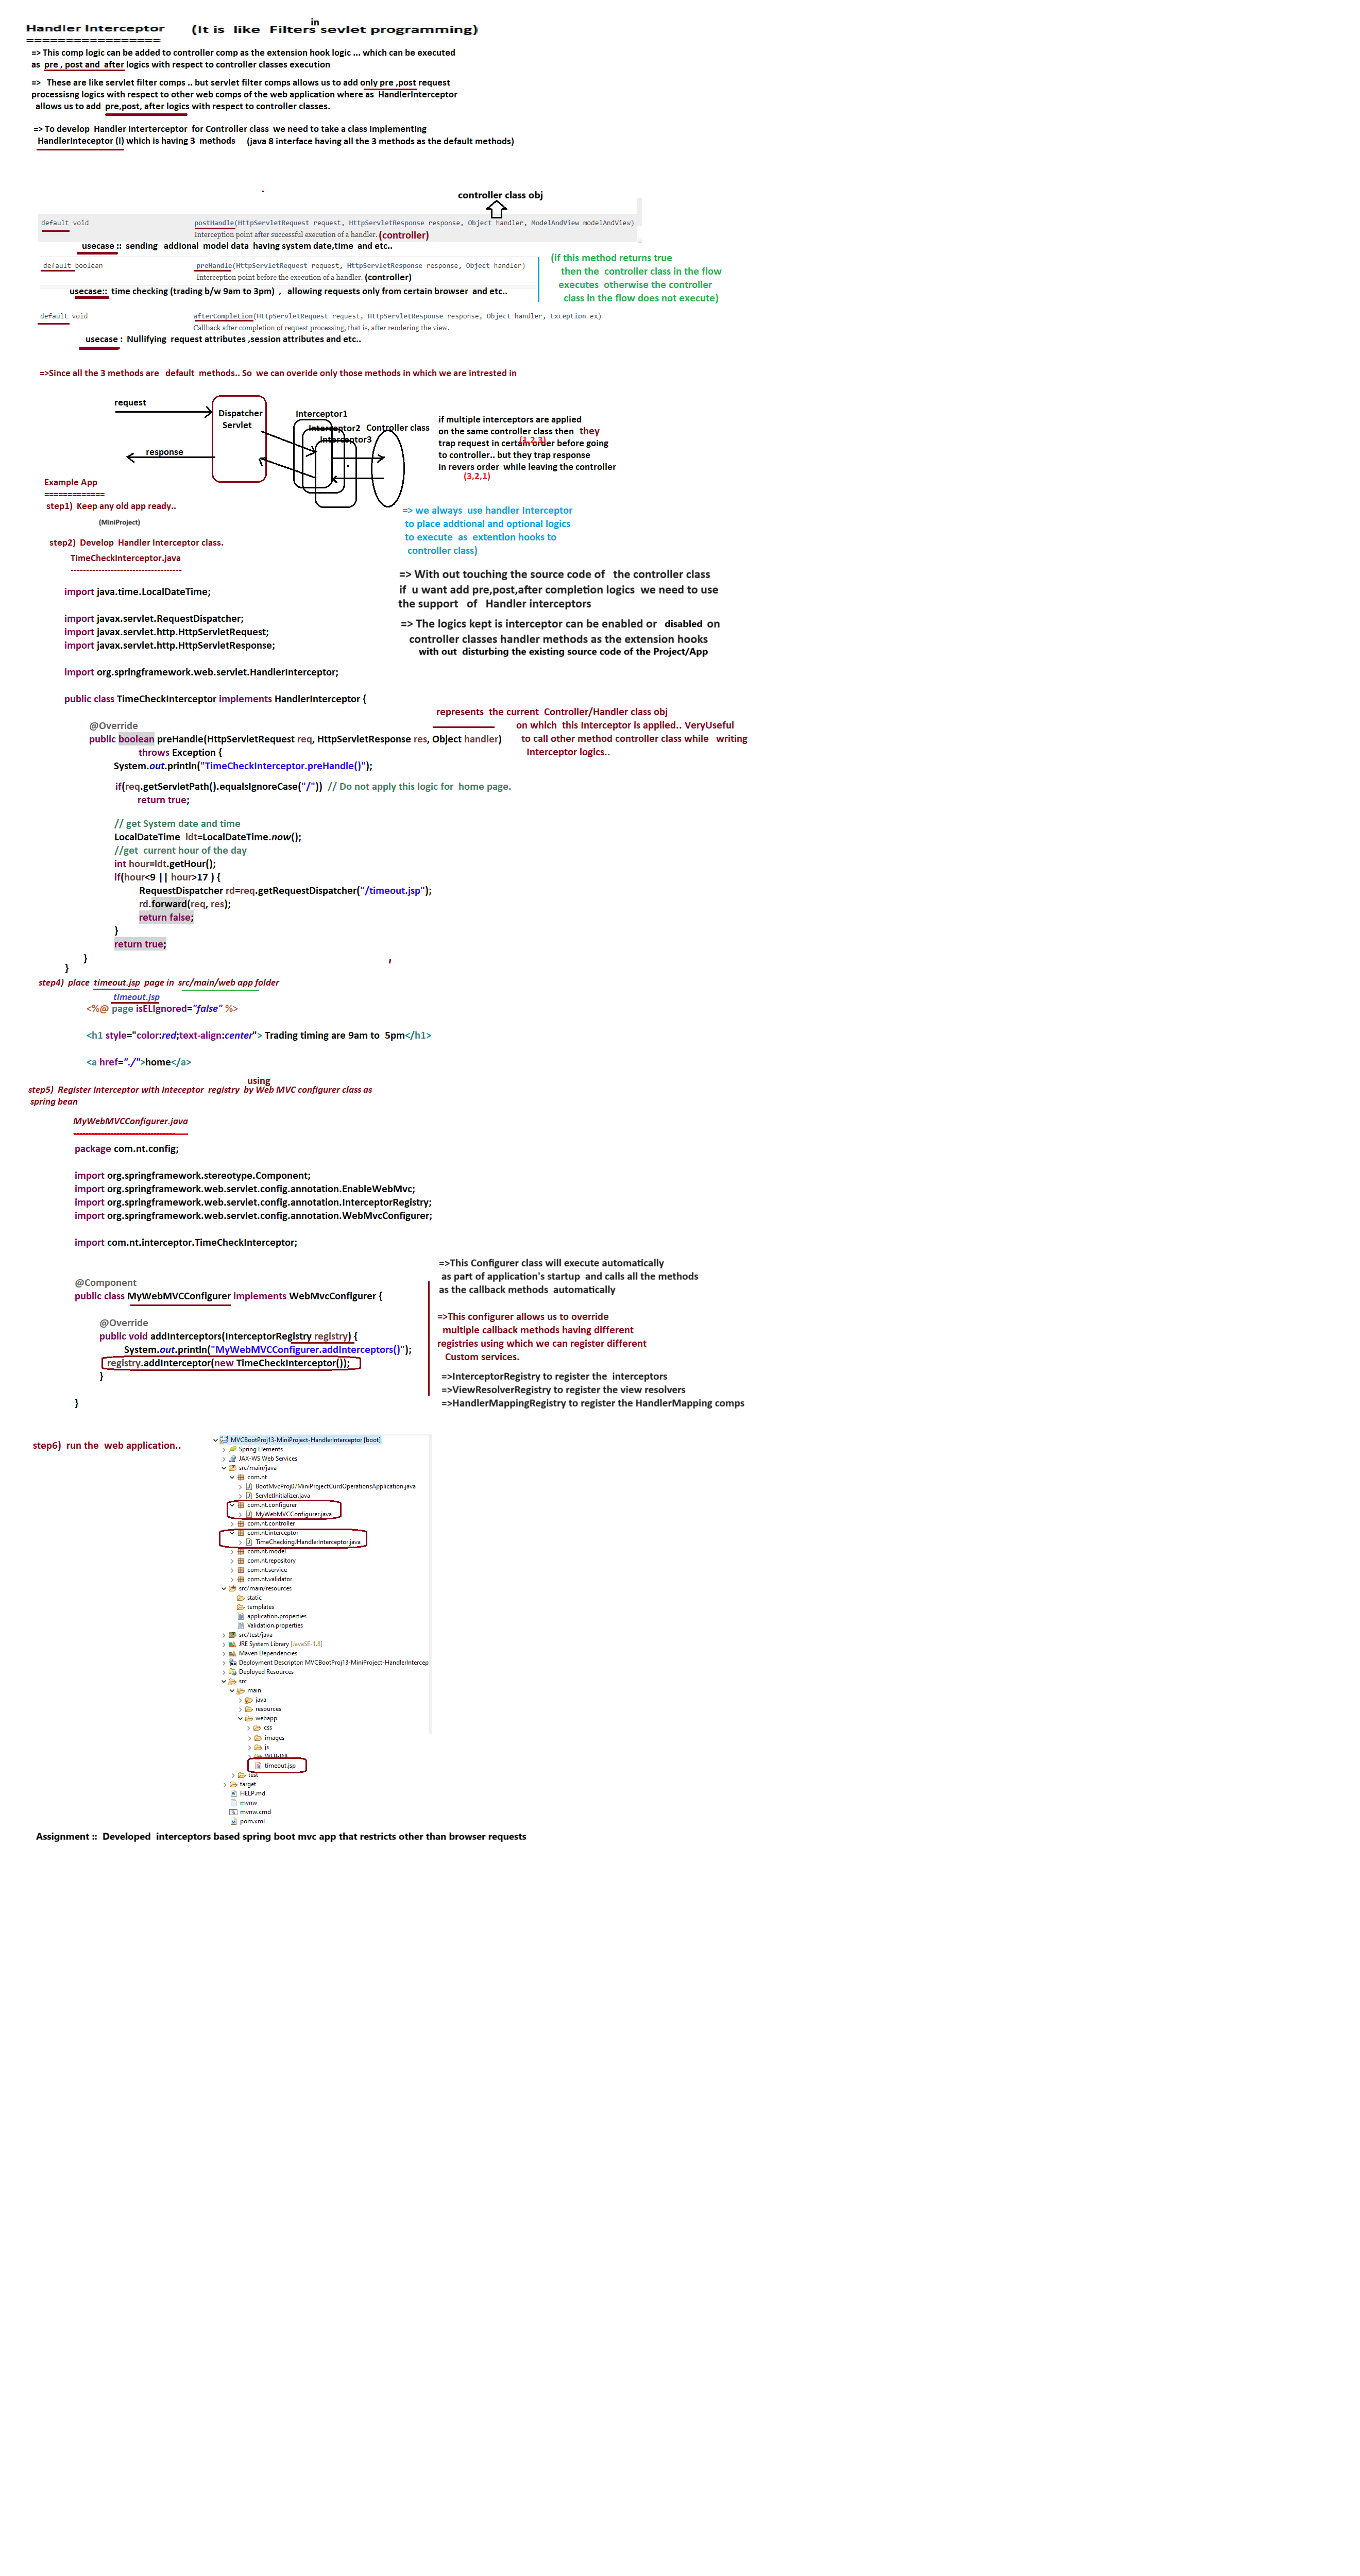 Handler Interceptor (It is like Filters in sevlet programming)
=================
=> This comp logic can be added to controller comp as the extension hook logic ... which can be executed
as pre , post and after logics with respect to controller classes execution
=> These are like servlet filter comps .. but servlet filter comps allows us to add only pre ,post request
processisng logics with respect to other web comps of the web application where as HandlerInterceptor
allows us to add pre,post, after logics with respect to controller classes.
=> To develop Handler Interterceptor for Controller class we need to take a class implementing
HandlerInteceptor (I) which is having 3 methods (java 8 interface having all the 3 methods as the default methods)
controller class obj
default void postHandle(HttpServletRequest request, HttpServletResponse response, Object handler, ModelAndView modelAndView)
Interception point after successful execution of a handler. (controller)
usecase :: sending addional model data having system date,time and etc..
default boolean preHandle(HttpServletRequest request, HttpServletResponse response, Object handler)
Interception point before the execution of a handler. (controller)
usecase:: time checking (trading b/w 9am to 3pm) , allowing requests only from certain browser and etc..
(if this method returns true
then the controller class in the flow
executes otherwise the controller
class in the flow does not execute)
default void afterCompletion(HttpServletRequest request, HttpServletResponse response, Object handler, Exception ex)
Callback after completion of request processing, that is, after rendering the view.
usecase : Nullifying request attributes ,session attributes and etc..
=>Since all the 3 methods are default methods.. So we can overide only those methods in which we are intrested in
request
Dispatcher
Servlet
response
Interceptor1
Interceptor2
Interceptor3
Controller class
if multiple interceptors are applied
on the same controller class then they
trap request in certain order before going
(1,2,3)
to controller.. but they trap response
in revers order while leaving the controller
(3,2,1)
Example App
=============
step1) Keep any old app ready..
(MiniProject)
=> we always use handler Interceptor
to place addtional and optional logics
to execute as extention hooks to
controller class)
step2) Develop Handler Interceptor class.
TimeCheckInterceptor.java
-----------------------------------
=> With out touching the source code of the controller class
if u want add pre,post,after completion logics we need to use
the support of Handler interceptors
=> The logics kept is interceptor can be enabled or disabled on
controller classes handler methods as the extension hooks
with out disturbing the existing source code of the Project/App
import java.time.LocalDateTime;
import javax.servlet.RequestDispatcher;
import javax.servlet.http.HttpServletRequest;
import javax.servlet.http.HttpServletResponse;
import org.springframework.web.servlet.HandlerInterceptor;
public class TimeCheckInterceptor implements HandlerInterceptor {
represents the current Controller/Handler class obj
on which this Interceptor is applied.. VeryUseful
to call other method controller class while writing
Interceptor logics..
@Override
public boolean preHandle(HttpServletRequest req, HttpServletResponse res, Object handler)
throws Exception {
System.out.println("TimeCheckInterceptor.preHandle()");
if(req.getServletPath().equalsIgnoreCase("/")) // Do not apply this logic for home page.
return true;
// get System date and time
LocalDateTime ldt=LocalDateTime.now();
//get current hour of the day
int hour=ldt.getHour();
if(hour<9 || hour>17 ) {
RequestDispatcher rd=req.getRequestDispatcher("/timeout.jsp");
rd.forward(req, res);
return false;
}
return true;
}
}
step4) place timeout.jsp page in src/main/web app folder
timeout.jsp
<%@ page isELIgnored="false" %>
<h1 style="color:red;text-align:center"> Trading timing are 9am to 5pm</h1>
<a href="./">home</a>
using
step5) Register Interceptor with Inteceptor registry by Web MVC configurer class as
spring bean
MyWebMVCConfigurer.java
--------------------------------
package com.nt.config;
import org.springframework.stereotype.Component;
import org.springframework.web.servlet.config.annotation.EnableWebMvc;
import org.springframework.web.servlet.config.annotation.InterceptorRegistry;
import org.springframework.web.servlet.config.annotation.WebMvcConfigurer;
import com.nt.interceptor.TimeCheckInterceptor;
@Component
public class MyWebMVCConfigurer implements WebMvcConfigurer {
@Override
public void addInterceptors(InterceptorRegistry registry) {
System.out.println("MyWebMVCConfigurer.addInterceptors()");
registry.addInterceptor(new TimeCheckInterceptor());
}
}
=>This Configurer class will execute automatically
as part of application's startup and calls all the methods
as the callback methods automatically
=>This configurer allows us to override
multiple callback methods having different
registries using which we can register different
Custom services.
=>InterceptorRegistry to register the interceptors
=>ViewResolverRegistry to register the view resolvers
=>HandlerMappingRegistry to register the HandlerMapping comps
step6) run the web application..
MVCBootProj13-MiniProject-HandlerInterceptor [boot]
Spring Elements
JAX-WS Web Services
src/main/java
com.nt
BootMvcProj07MiniProjectCurdOperationsApplication.java
ServletInitializer.java
com.nt.configurer
MyWebMVCConfigurer.java
com.nt.controller
com.nt.interceptor
TimeCheckingJHandlerInterceptor.java
com.nt.model
com.nt.repository
com.nt.service
com.nt.validator
src/main/resources
static
templates
application.properties
Validation.properties
src/test/java
JRE System Library [JavaSE-1.8]
Maven Dependencies
Deployment Descriptor: MVCBootProj13-MiniProject-HandlerIntercep
Deployed Resources
src
main
java
resources
webapp
css
images
js
WEB-INF
timeout.jsp
test
target
HELP.md
mvnw
mvnw.cmd
pom.xml
Assignment :: Developed interceptors based spring boot mvc app that restricts other than browser requests